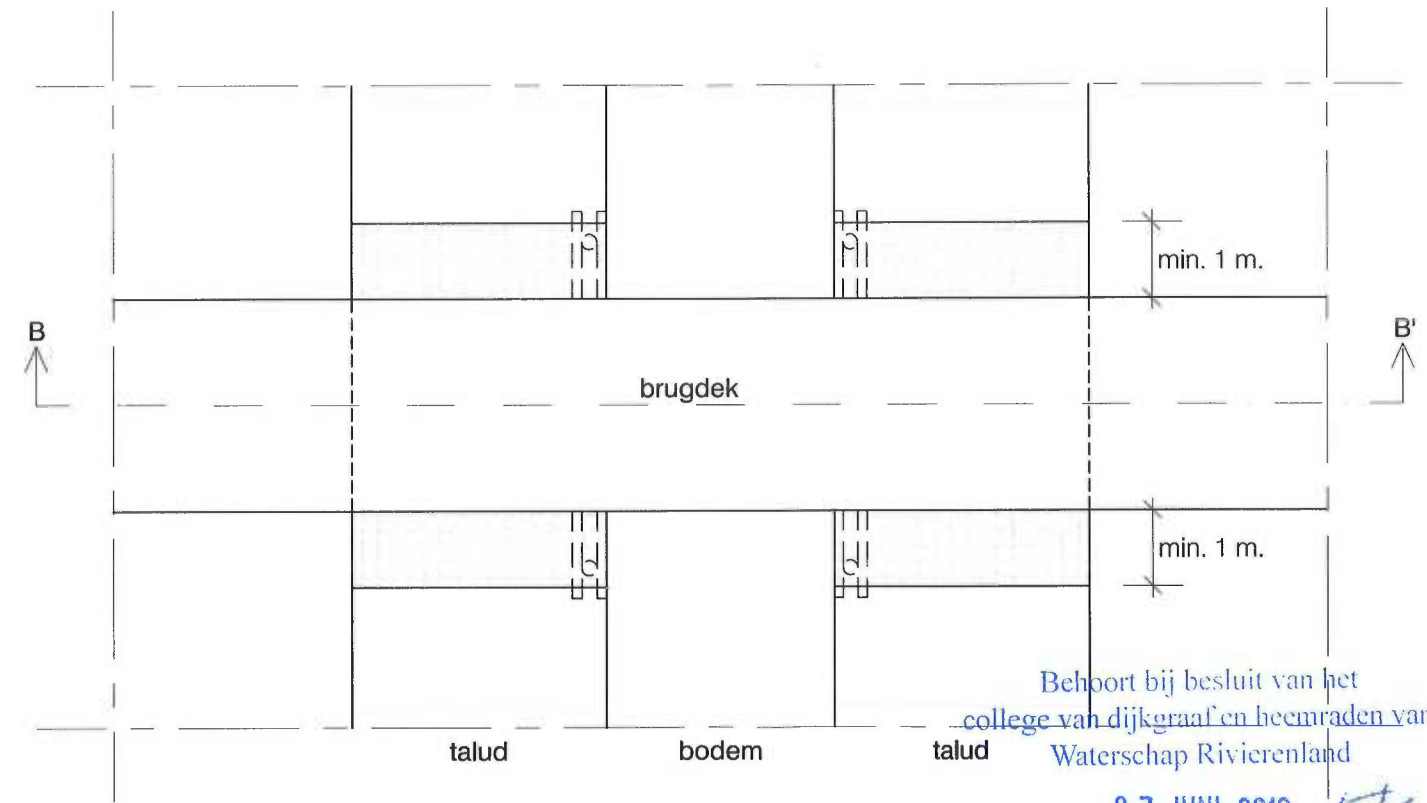 min. 1 m.
B
B'
brugdek
min. 1 m.
talud
bodem
talud
Behoort bij besluit van het
college van dijkgraaf en heemraden van
Waterschap Rivierenland
JUNI